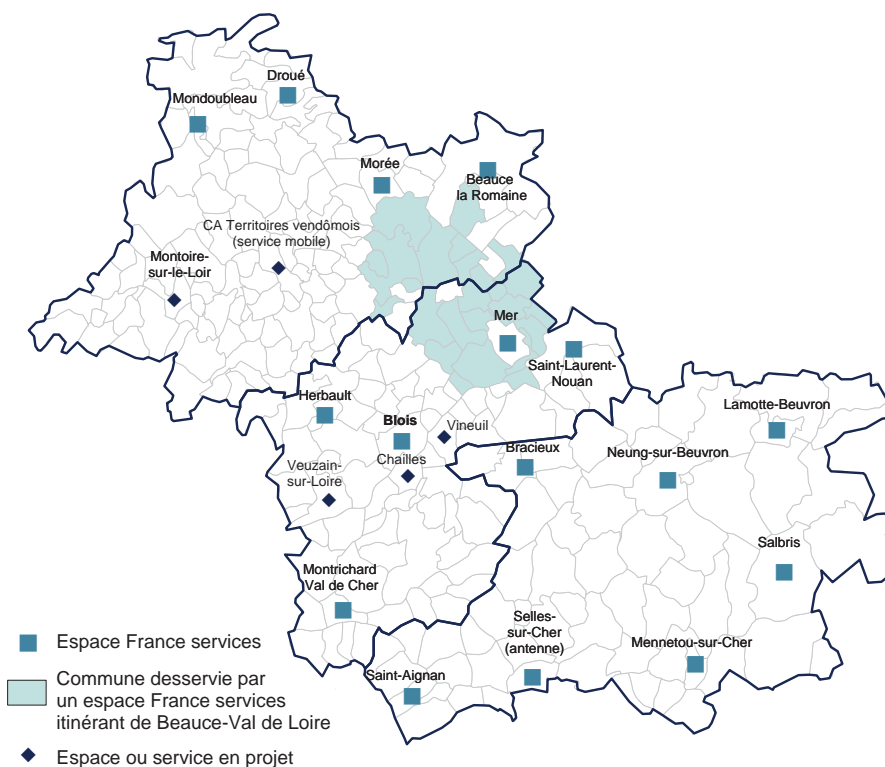 Droué
Mondoubleau
Morée
Beauce
la Romaine
CA Territoires vendômois
(service mobile)
Montoire-
sur-le-Loir
Mer
Saint-Laurent-
Nouan
Herbault
Blois
Vineuil
Lamotte-Beuvron
Chailles
Bracieux
Neung-sur-Beuvron
Veuzain-
sur-Loire
Salbris
Montrichard
Val de Cher
Selles-
sur-Cher
(antenne)
Mennetou-sur-Cher
Saint-Aignan
Espace France services
Commune desservie par
un espace France services
itinérant de Beauce-Val de Loire
Espace ou service en projet